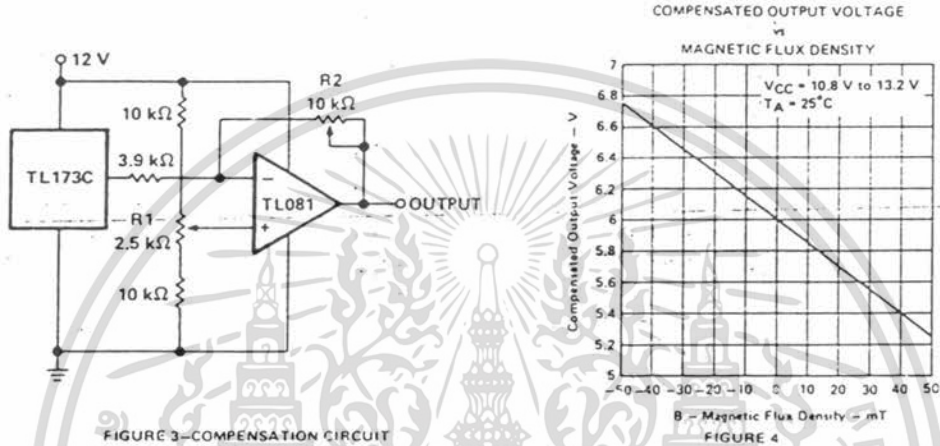 12 V
10 kΩ
R2
10 kΩ
TL173C
3.9 kΩ
−
TL081
+
OUTPUT
R1
2.5 kΩ
10 kΩ
FIGURE 3–COMPENSATION CIRCUIT
COMPENSATED OUTPUT VOLTAGE
vs
MAGNETIC FLUX DENSITY
VCC = 10.8 V to 13.2 V
TA = 25°C
Compensated Output Voltage – V
7
6.8
6.6
6.4
6.2
6
5.8
5.6
5.4
5.2
5
-50 -40 -30 -20 -10 0 10 20 30 40 50
B – Magnetic Flux Density – mT
FIGURE 4